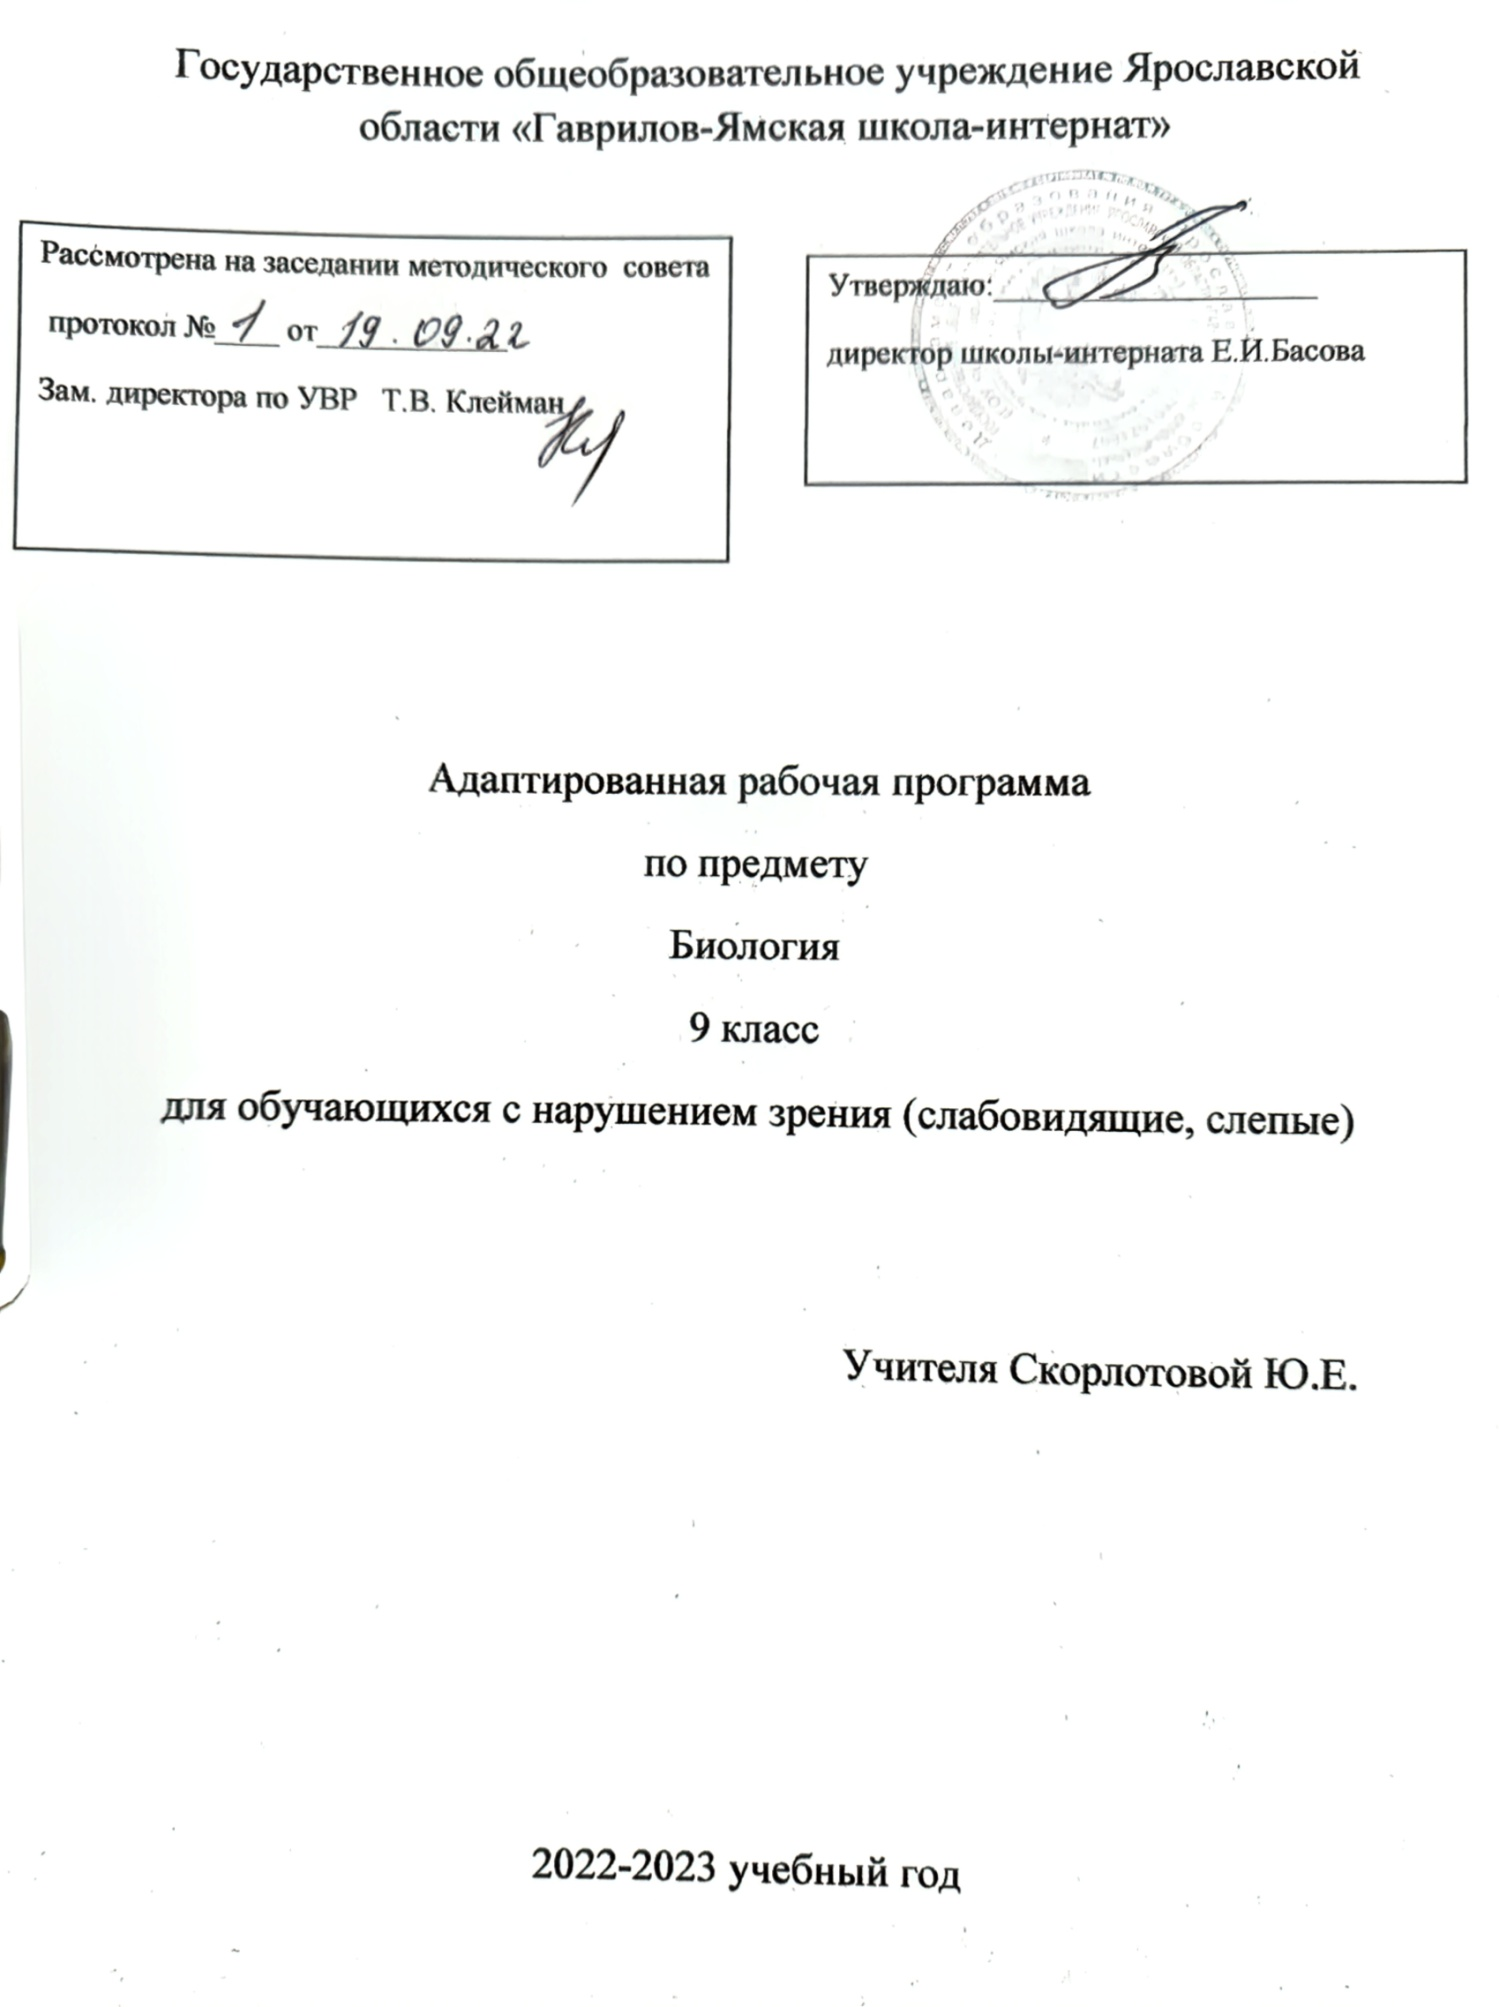 Государственное общеобразовательное учреждение Ярославской
области «Гаврилов-Ямская школа-интернат»
Рассмотрена на заседании методического совета
протокол № 1 от 19.09.22
Зам. директора по УВР Т.В. Клейман
Утверждаю:
директор школы-интерната Е.И.Басова
Адаптированная рабочая программа
по предмету
Биология
9 класс
для обучающихся с нарушением зрения (слабовидящие, слепые)
Учителя Скорлотовой Ю.Е.
2022-2023 учебный год